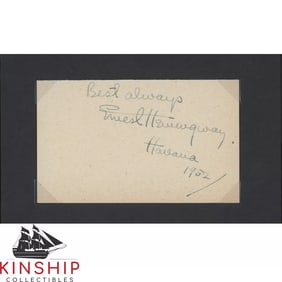 Best always
Ernest Hemingway
Havana
1952
KINSHIP
COLLECTIBLES